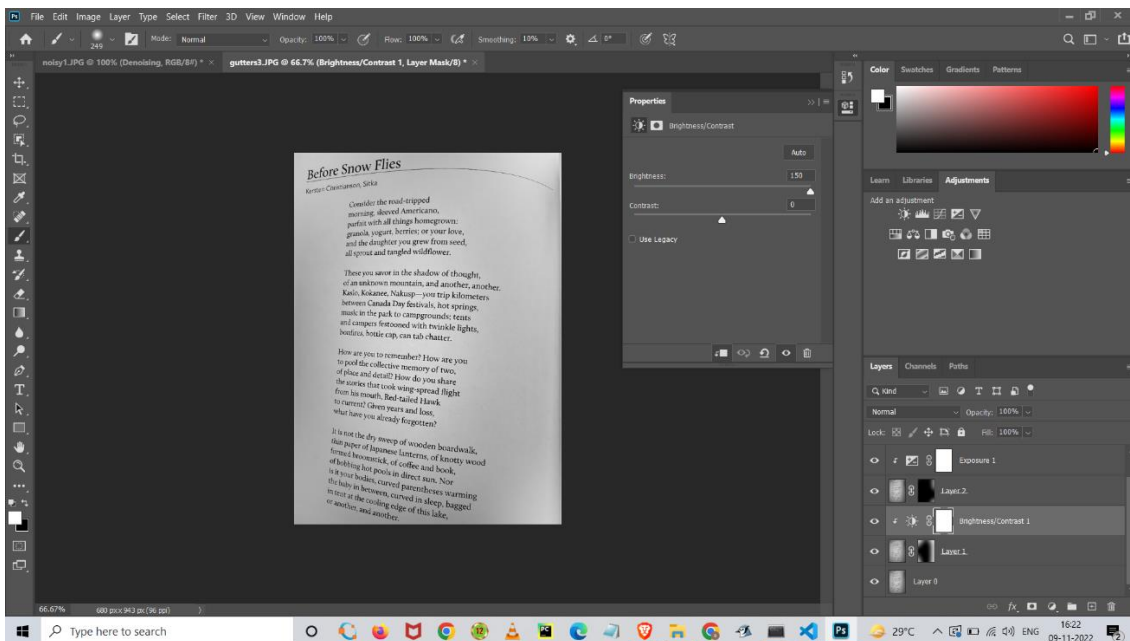 File Edit Image Layer Type Select Filter 3D View Window Help
249 Mode: Normal Opacity: 100% Flow: 100% Smoothing: 10% 0°
noisy1.JPG @ 100% (Denoising, RGB/8#) * × gutters3.JPG @ 66.7% (Brightness/Contrast 1, Layer Mask/8) * ×
Before Snow Flies
Christiansen, Sitka
Consider the road-tripped
morning, sleeved Americano,
parfait with all things homegrown:
granola, yogurt, berries; or your love,
and the daughter you grew from seed,
all sprout and tangled wildflower.
These you savor in the shadow of thought,
of an unknown mountain, and another, another.
Kaslo, Kokanee, Nakusp—you trip kilometers
between Canada Day festivals, hot springs,
music in the park to campgrounds; tents
and campers festooned with twinkle lights,
bonfires, bottle cap, can tab chatter.
How are you to remember? How are you
to pool the collective memory of two,
of place and detail? How do you share
the stories that took wing-spread flight
from his mouth, Red-tailed Hawk
to current? Given years and loss,
what have you already forgotten?
It is not the dry sweep of wooden boardwalk,
thin paper of Japanese lanterns, of knotty wood
formed broomstick, of coffee and book,
of bobbing hot pools in direct sun. Nor
is it your bodies, curved parentheses warming
the baby in between, curved in sleep, bagged
in tent at the cooling edge of this lake,
or another, and another.
Properties
Brightness/Contrast
Auto
Brightness: 150
Contrast: 0
Use Legacy
Color Swatches Gradients Patterns
Learn Libraries Adjustments
Add an adjustment
Layers Channels Paths
Kind
Normal Opacity: 100%
Lock: Fill: 100%
Exposure 1
Layer 2
Brightness/Contrast 1
Layer 1
Layer 0
66.67% 680 px x 943 px (96 ppi)
Type here to search
29°C ENG 16:22
09-11-2022